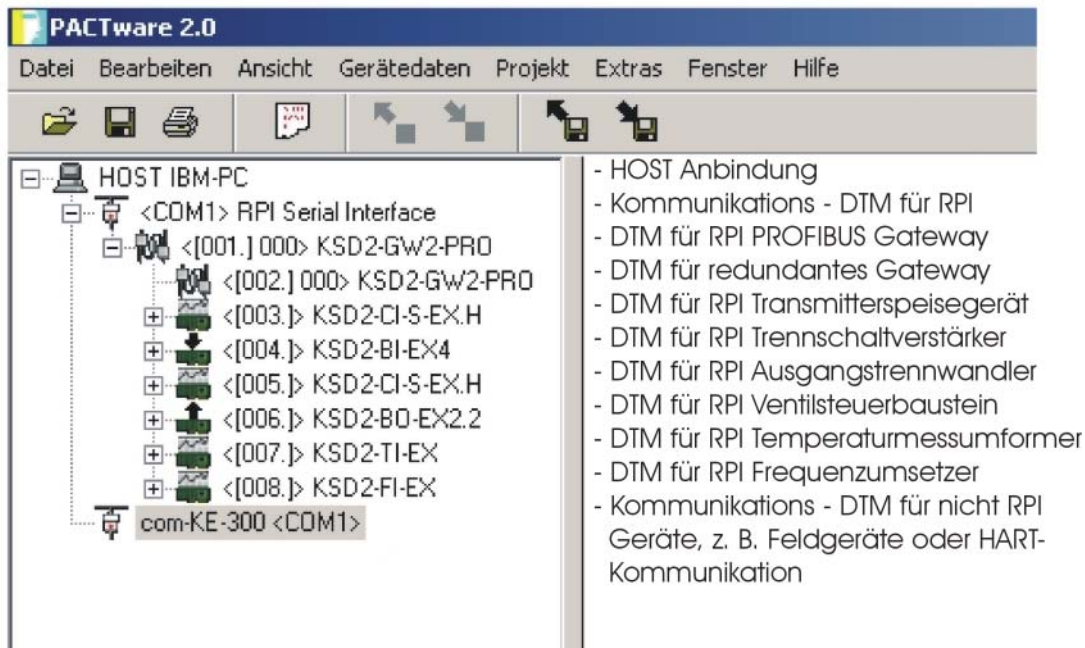 PACTware 2.0
Datei Bearbeiten Ansicht Gerätedaten Projekt Extras Fenster Hilfe
HOST IBM-PC
<COM1> RPI Serial Interface
<[001.] 000> KSD2-GW2-PRO
<[002.] 000> KSD2-GW2-PRO
<[003.]> KSD2-CI-S-EX.H
<[004.]> KSD2-BI-EX4
<[005.]> KSD2-CI-S-EX.H
<[006.]> KSD2-BO-EX2.2
<[007.]> KSD2-TI-EX
<[008.]> KSD2-FI-EX
com-KE-300 <COM1>
- HOST Anbindung
- Kommunikations - DTM für RPI
- DTM für RPI PROFIBUS Gateway
- DTM für redundantes Gateway
- DTM für RPI Transmitterspeisegerät
- DTM für RPI Trennschaltverstärker
- DTM für RPI Ausgangstrennwandler
- DTM für RPI Ventilsteuerbaustein
- DTM für RPI Temperaturmessumformer
- DTM für RPI Frequenzumsetzer
- Kommunikations - DTM für nicht RPI
Geräte, z. B. Feldgeräte oder HART-
Kommunikation